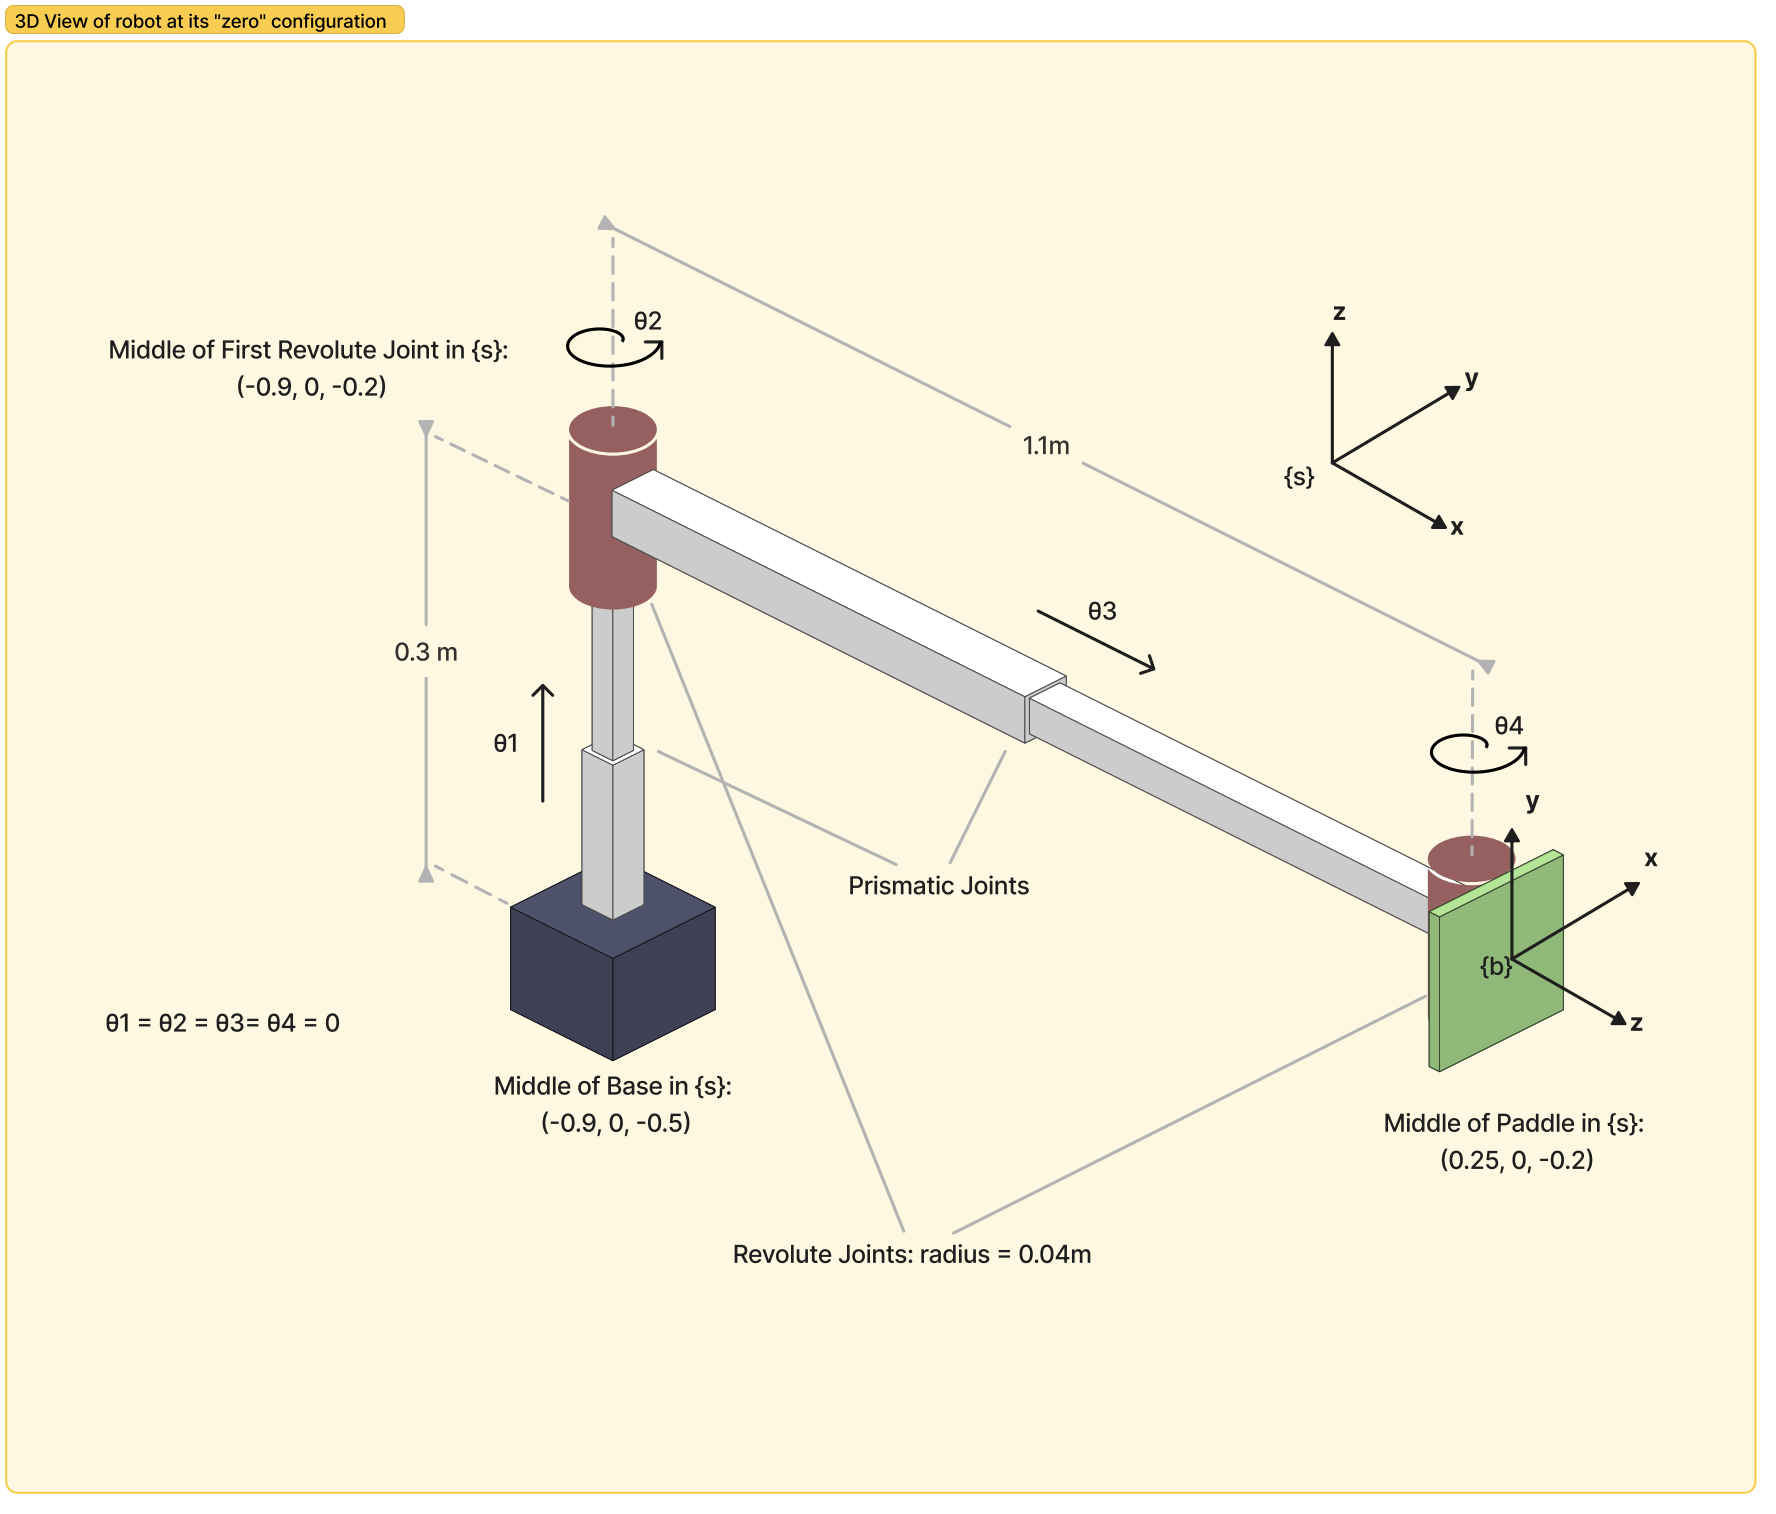 3D View of robot at its "zero" configuration
z
θ2
Middle of First Revolute Joint in {s}:
(-0.9, 0, -0.2)
y
1.1m
{s}
x
θ3
0.3 m
θ4
θ1
y
x
Prismatic Joints
{b}
z
θ1 = θ2 = θ3= θ4 = 0
Middle of Base in {s}:
(-0.9, 0, -0.5)
Middle of Paddle in {s}:
(0.25, 0, -0.2)
Revolute Joints: radius = 0.04m